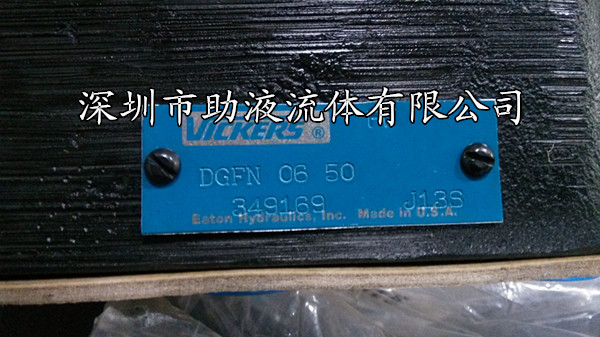 深圳市助液流体有限公司
VICKERS ®
DGFN 06 50
349169 J13S
Eaton Hydraulics, Inc. Made in U.S.A.